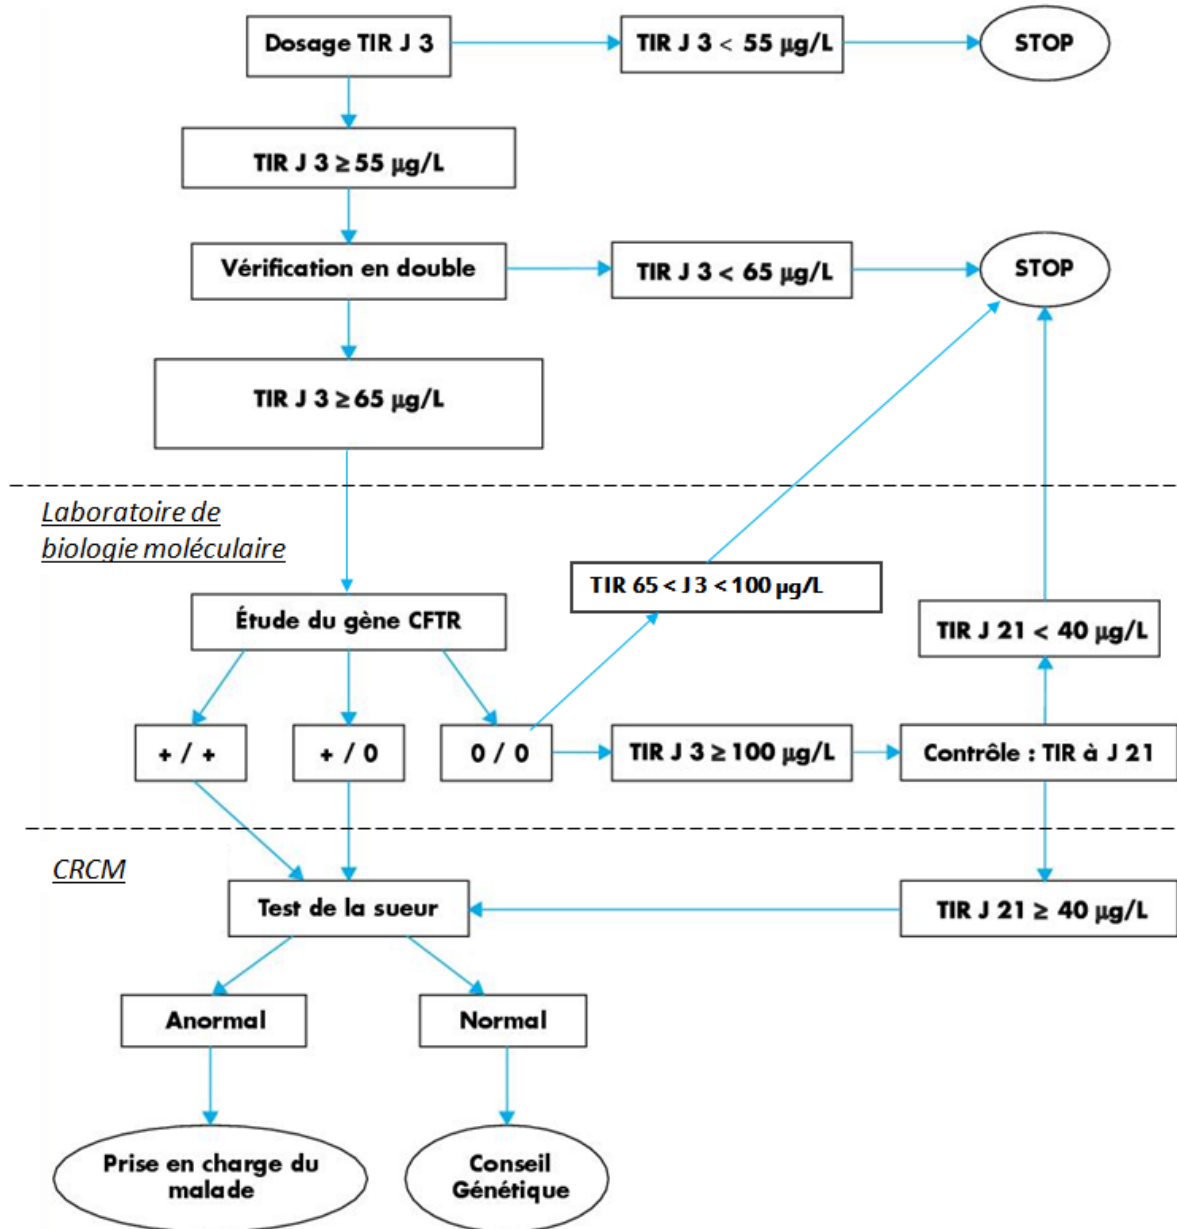 Dosage TIR J 3
TIR J 3 < 55 µg/L
STOP
TIR J 3 ≥ 55 µg/L
Vérification en double
TIR J 3 < 65 µg/L
STOP
TIR J 3 ≥ 65 µg/L
Laboratoire de
biologie moléculaire
TIR 65 < J 3 < 100 µg/L
Étude du gène CFTR
TIR J 21 < 40 µg/L
+ / +
+ / 0
0 / 0
TIR J 3 ≥ 100 µg/L
Contrôle : TIR à J 21
CRCM
Test de la sueur
TIR J 21 ≥ 40 µg/L
Anormal
Normal
Prise en charge du
malade
Conseil
Génétique